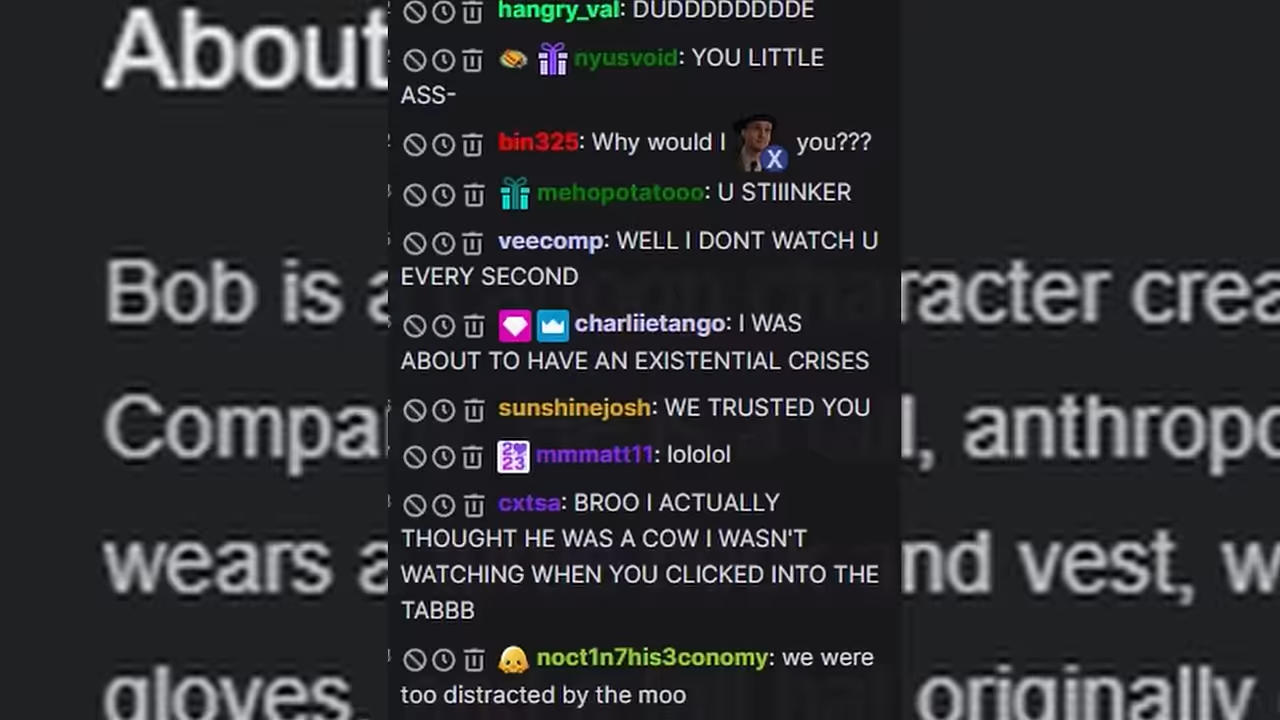 About
Bob is a
racter crea
Compa
l, anthropo
wears a
nd vest, w
gloves
originally
hangry_val: DUDDDDDDDDE
nyusvoid: YOU LITTLE
ASS-
bin325: Why would I X you???
mehopotatooo: U STIIINKER
veecomp: WELL I DONT WATCH U
EVERY SECOND
charliietango: I WAS
ABOUT TO HAVE AN EXISTENTIAL CRISES
sunshinejosh: WE TRUSTED YOU
2023 mmmatt11: lololol
cxtsa: BROO I ACTUALLY
THOUGHT HE WAS A COW I WASN'T
WATCHING WHEN YOU CLICKED INTO THE
TABBB
noct1n7his3conomy: we were
too distracted by the moo